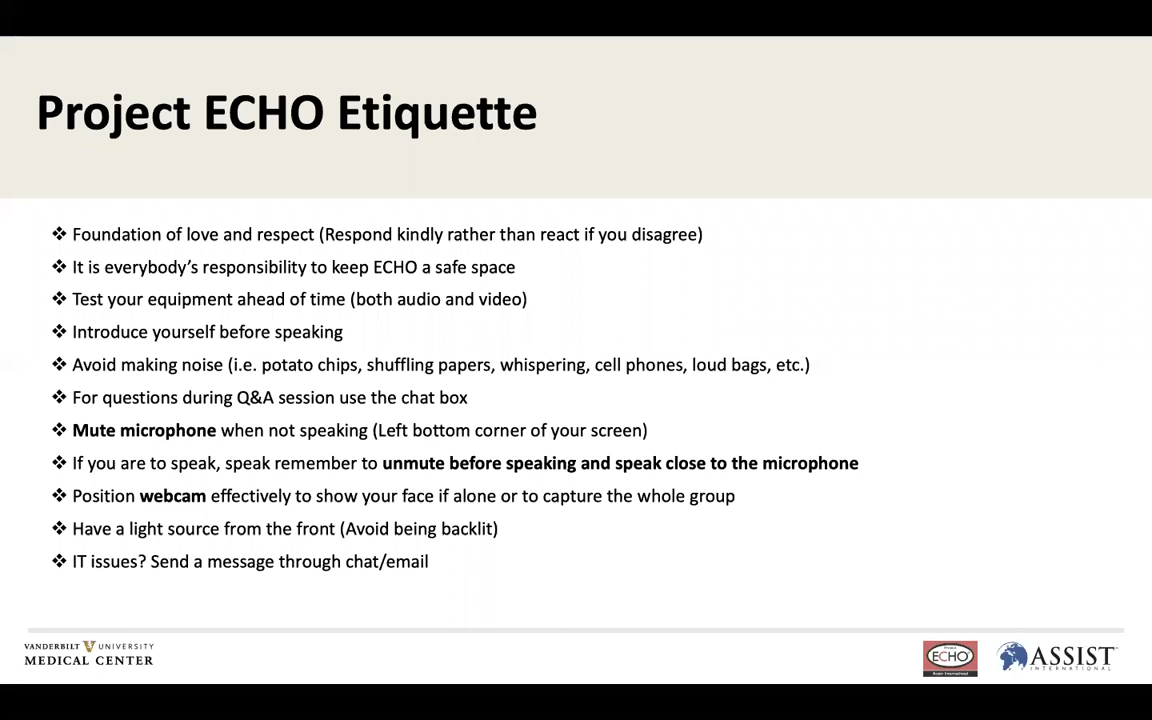 Project ECHO Etiquette
❖ Foundation of love and respect (Respond kindly rather than react if you disagree)
❖ It is everybody's responsibility to keep ECHO a safe space
❖ Test your equipment ahead of time (both audio and video)
❖ Introduce yourself before speaking
❖ Avoid making noise (i.e. potato chips, shuffling papers, whispering, cell phones, loud bags, etc.)
❖ For questions during Q&A session use the chat box
❖ Mute microphone when not speaking (Left bottom corner of your screen)
❖ If you are to speak, speak remember to unmute before speaking and speak close to the microphone
❖ Position webcam effectively to show your face if alone or to capture the whole group
❖ Have a light source from the front (Avoid being backlit)
❖ IT issues? Send a message through chat/email
VANDERBILT V UNIVERSITY
MEDICAL CENTER
Project
ECHO
Assist International
ASSIST
INTERNATIONAL